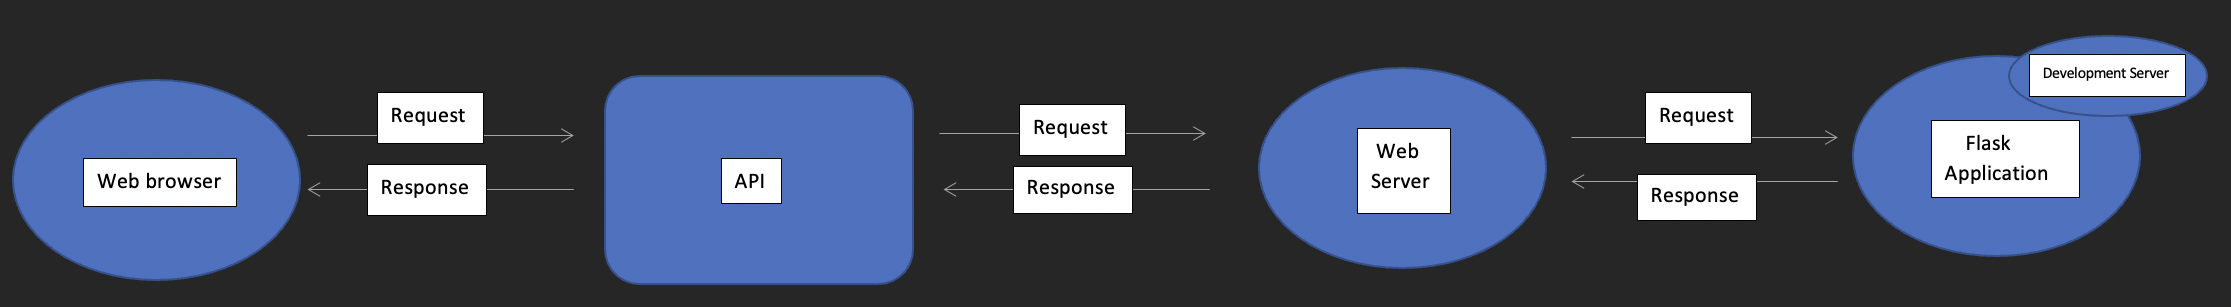 Web browser
Request
Response
API
Request
Response
Web
Server
Request
Response
Flask
Application
Development Server